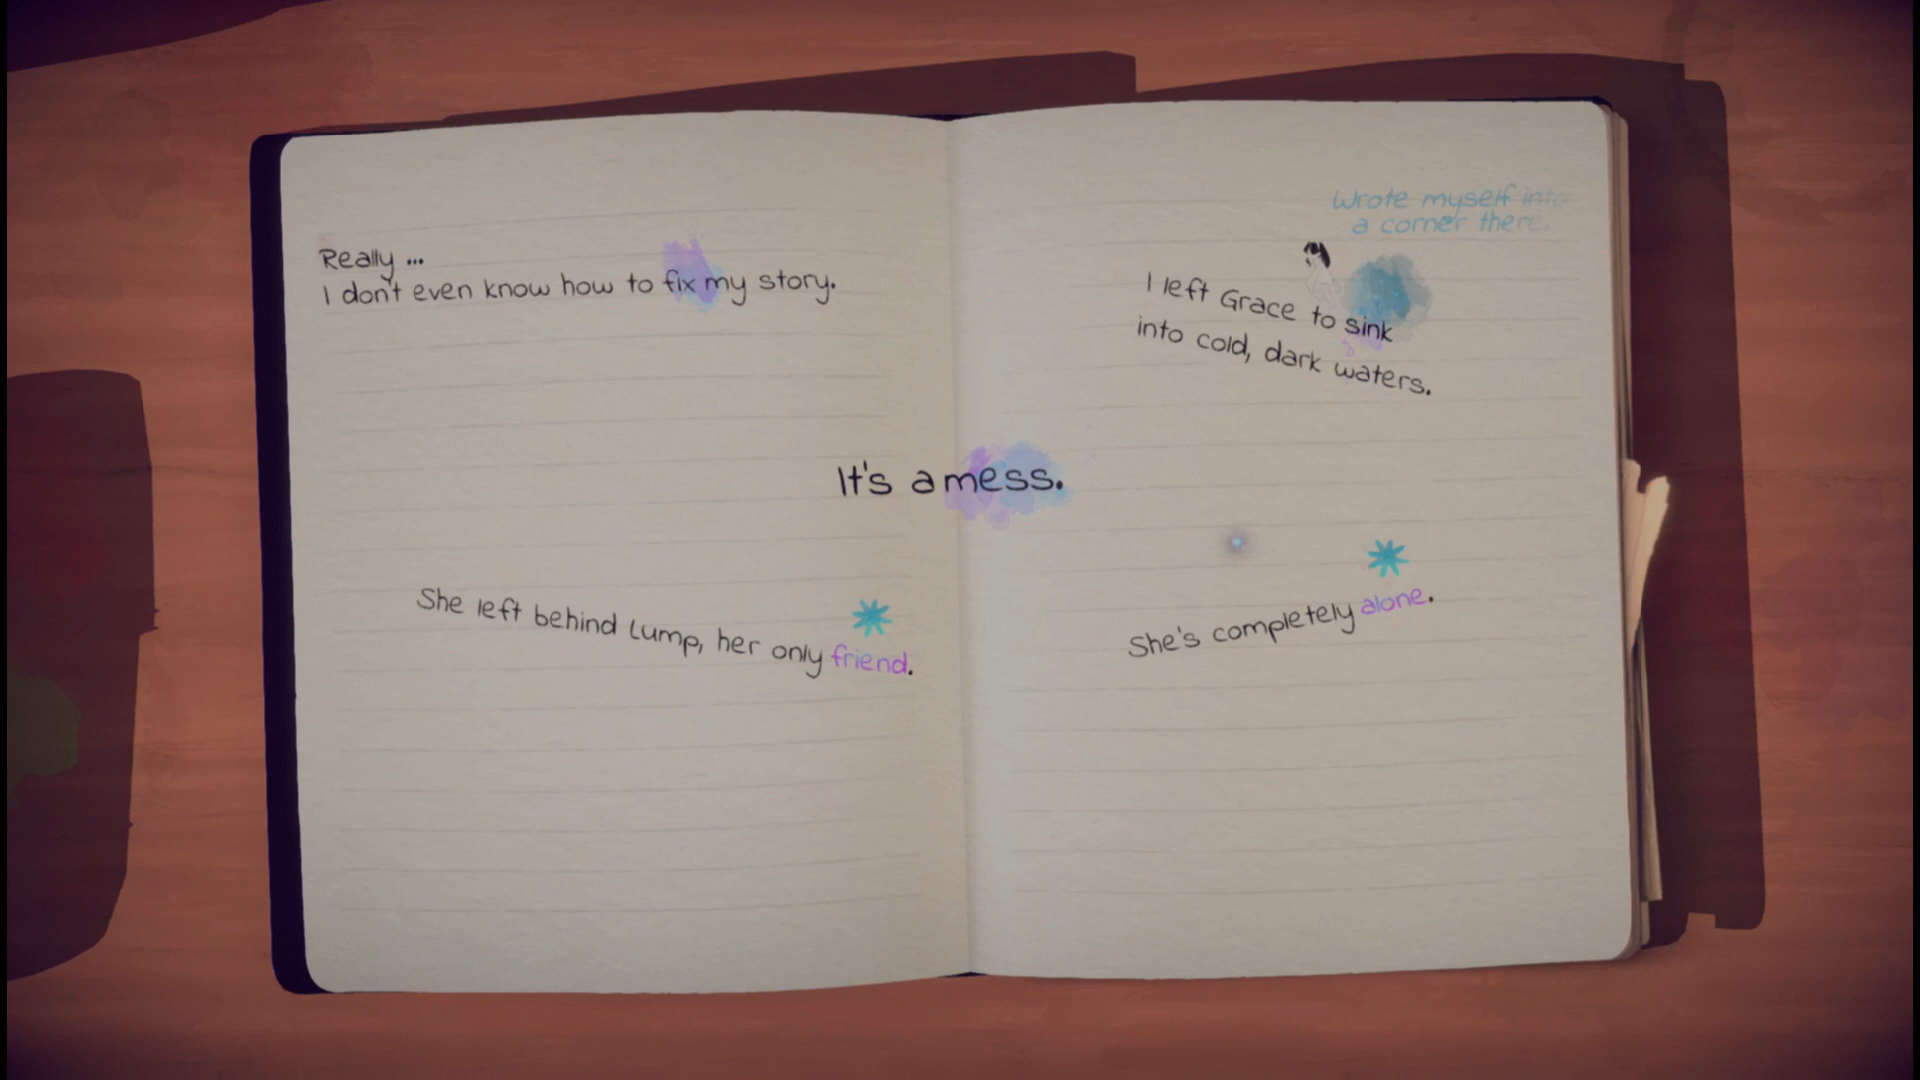 Really ...
I don't even know how to fix my story.
Wrote myself into
a corner there.
I left Grace to sink
into cold, dark waters.
It's a mess.
She left behind Lump, her only friend.
She's completely alone.